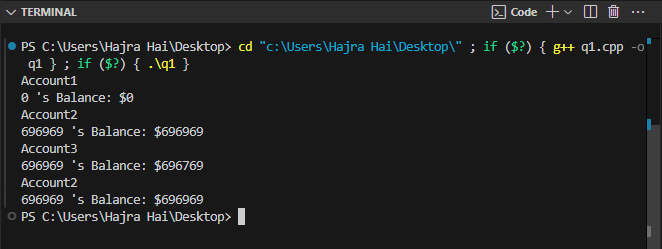 TERMINAL
Code
PS C:\Users\Hajra Hai\Desktop> cd "c:\Users\Hajra Hai\Desktop\" ; if ($?) { g++ q1.cpp -o
q1 } ; if ($?) { .\q1 }
Account1
0 's Balance: $0
Account2
696969 's Balance: $696969
Account3
696969 's Balance: $696769
Account2
696969 's Balance: $696969
PS C:\Users\Hajra Hai\Desktop>